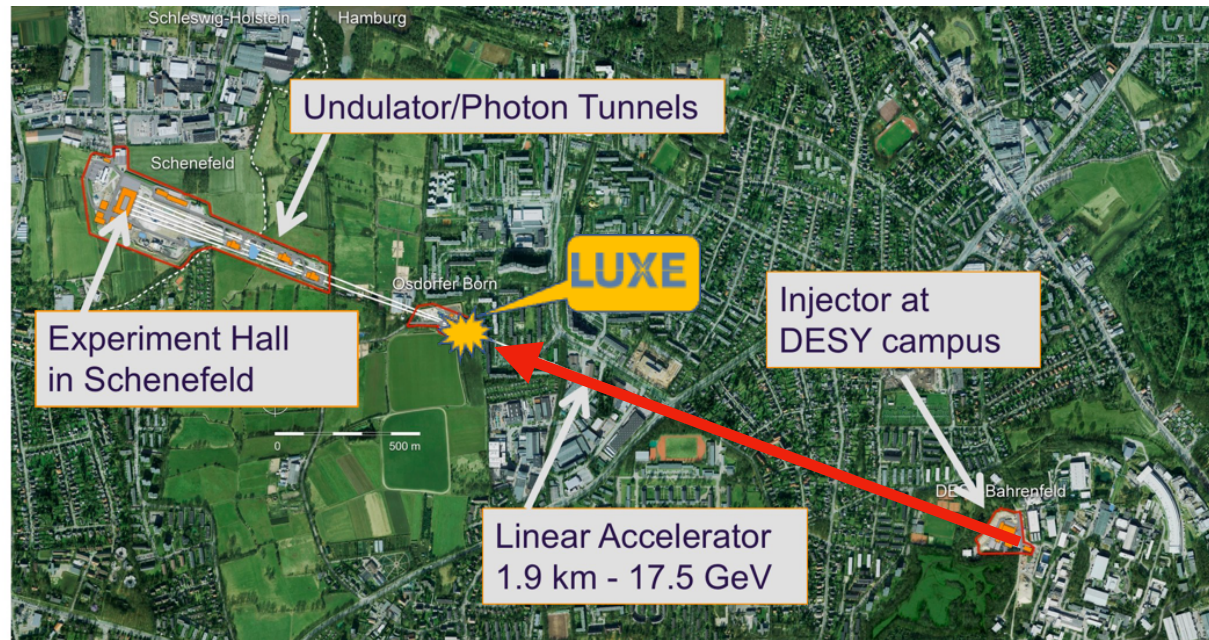 Schleswig-Holstein
Hamburg
Undulator/Photon Tunnels
Schenefeld
LUXE
Osdorfer Born
Injector at
DESY campus
Experiment Hall
in Schenefeld
0
500 m
Linear Accelerator
1.9 km - 17.5 GeV
Bahrenfeld